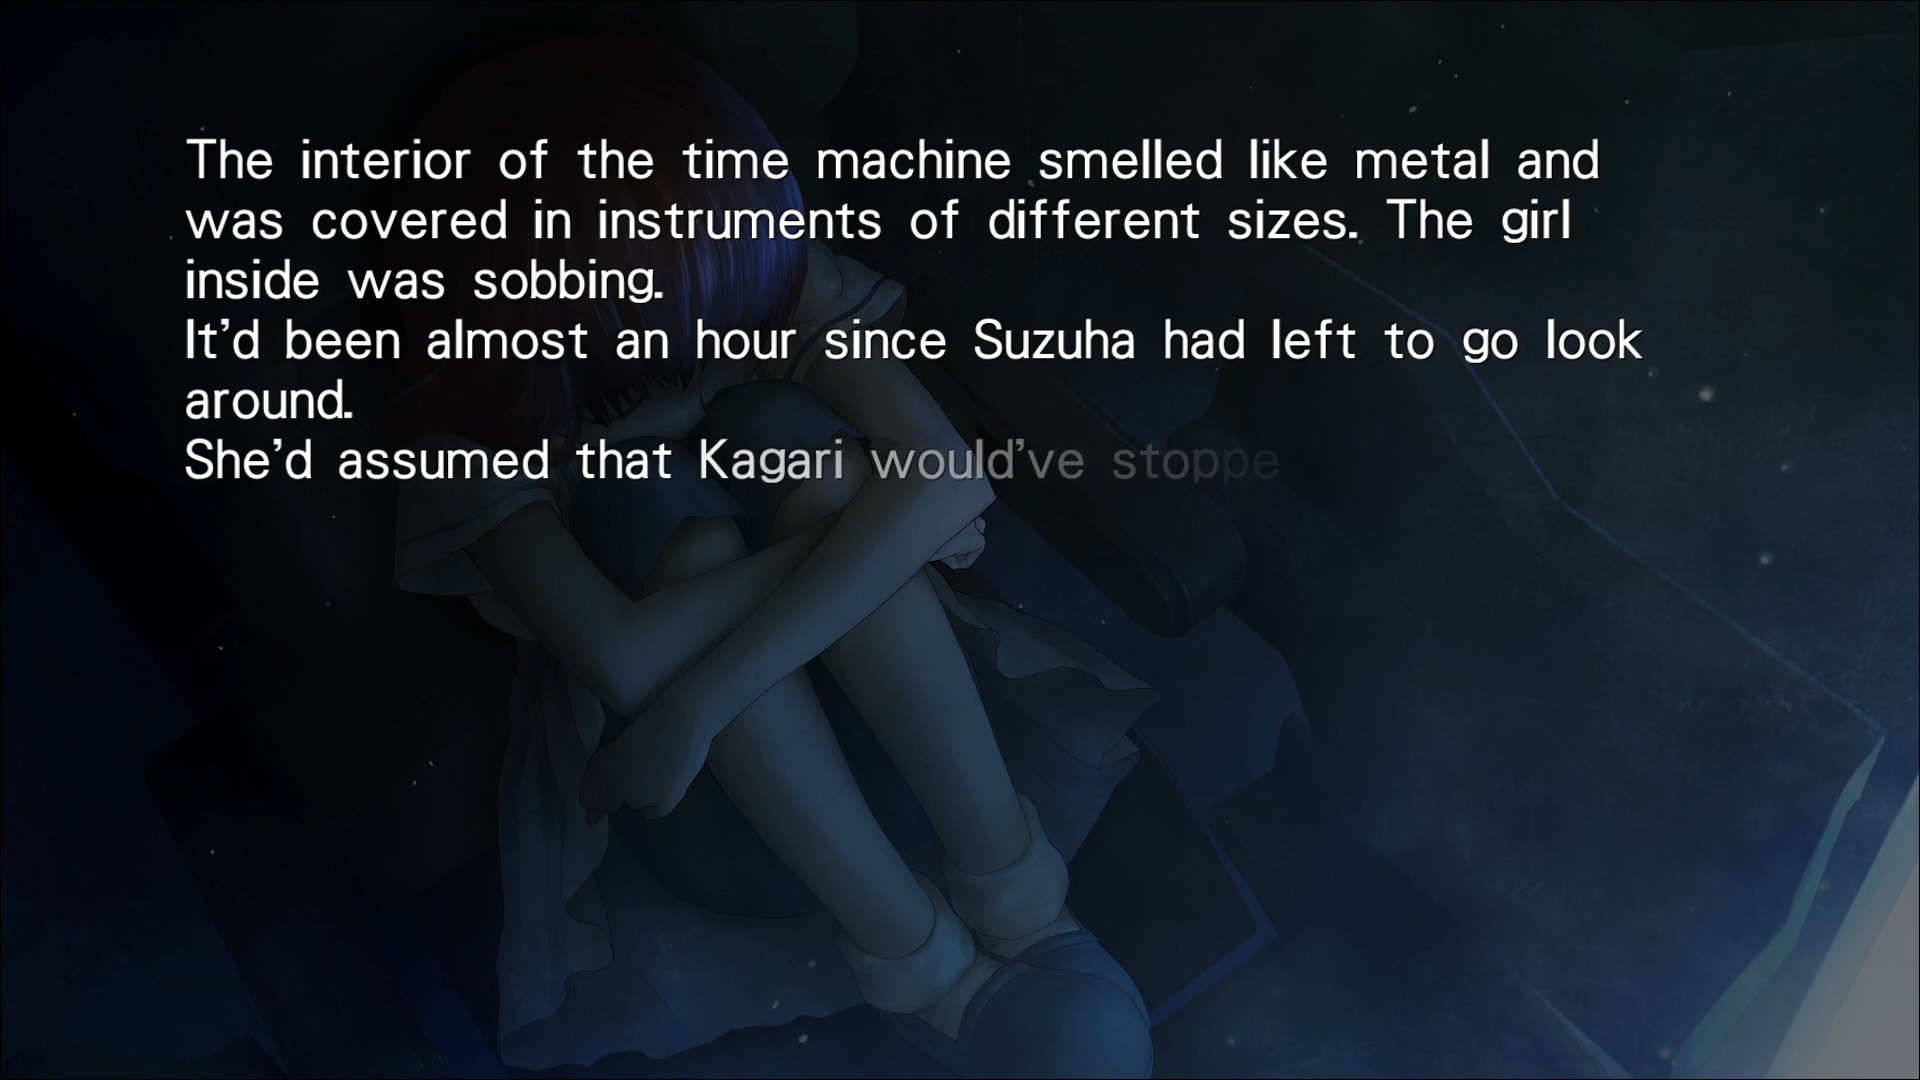 The interior of the time machine smelled like metal and
was covered in instruments of different sizes. The girl
inside was sobbing.
It'd been almost an hour since Suzuha had left to go look
around.
She'd assumed that Kagari would've stoppe